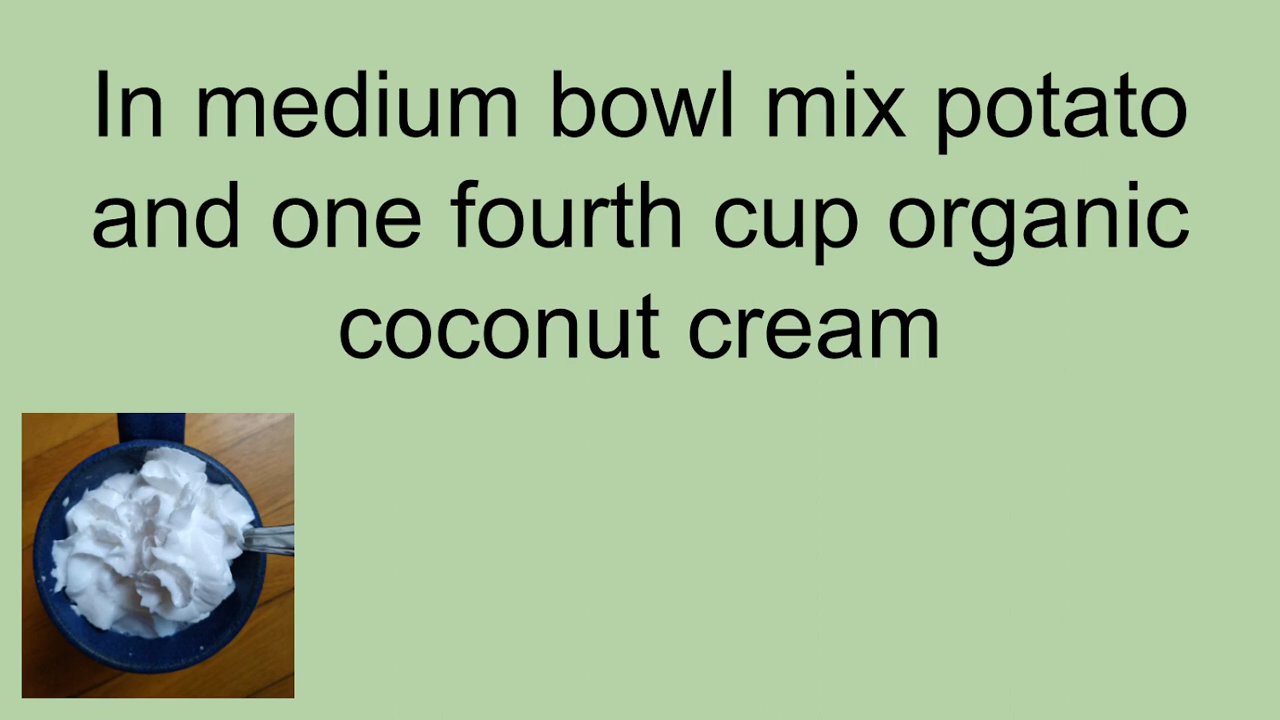 In medium bowl mix potato
and one fourth cup organic
coconut cream